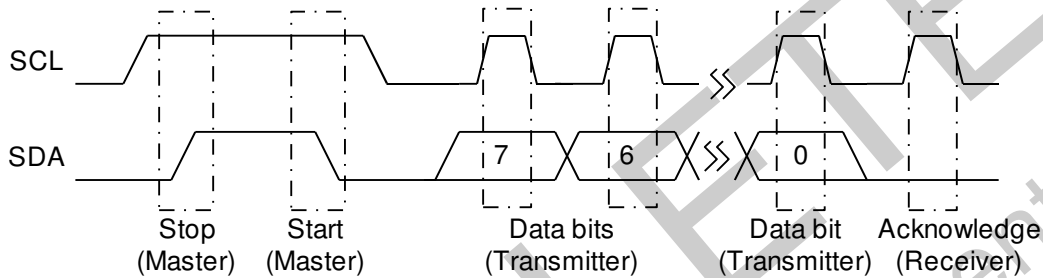 SCL
SDA
7 6 0
Stop Start Data bits Data bit Acknowledge
(Master) (Master) (Transmitter) (Transmitter) (Receiver)